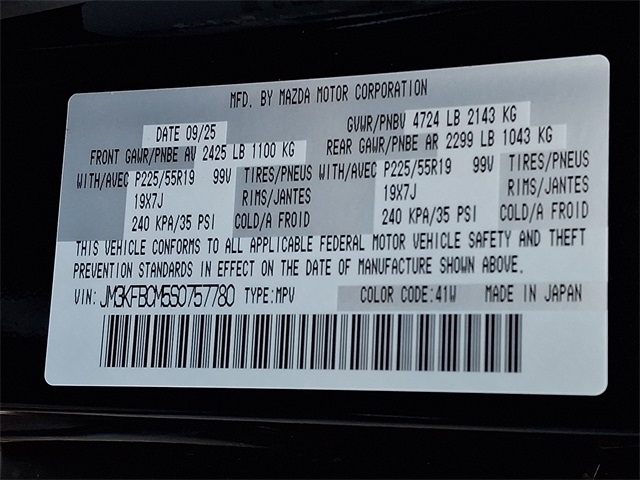 MFD. BY MAZDA MOTOR CORPORATION
DATE 09/25 GVWR/PNBV 4724 LB 2143 KG
FRONT GAWR/PNBE AV 2425 LB 1100 KG REAR GAWR/PNBE AR 2299 LB 1043 KG
WITH/AVEC P225/55R19 99V TIRES/PNEUS WITH/AVEC P225/55R19 99V TIRES/PNEUS
19X7J RIMS/JANTES 19X7J RIMS/JANTES
240 KPA/35 PSI COLD/A FROID 240 KPA/35 PSI COLD/A FROID
THIS VEHICLE CONFORMS TO ALL APPLICABLE FEDERAL MOTOR VEHICLE SAFETY AND THEFT
PREVENTION STANDARDS IN EFFECT ON THE DATE OF MANUFACTURE SHOWN ABOVE.
VIN: JM3KFBCM5S0757780 TYPE: MPV COLOR CODE: 41W MADE IN JAPAN